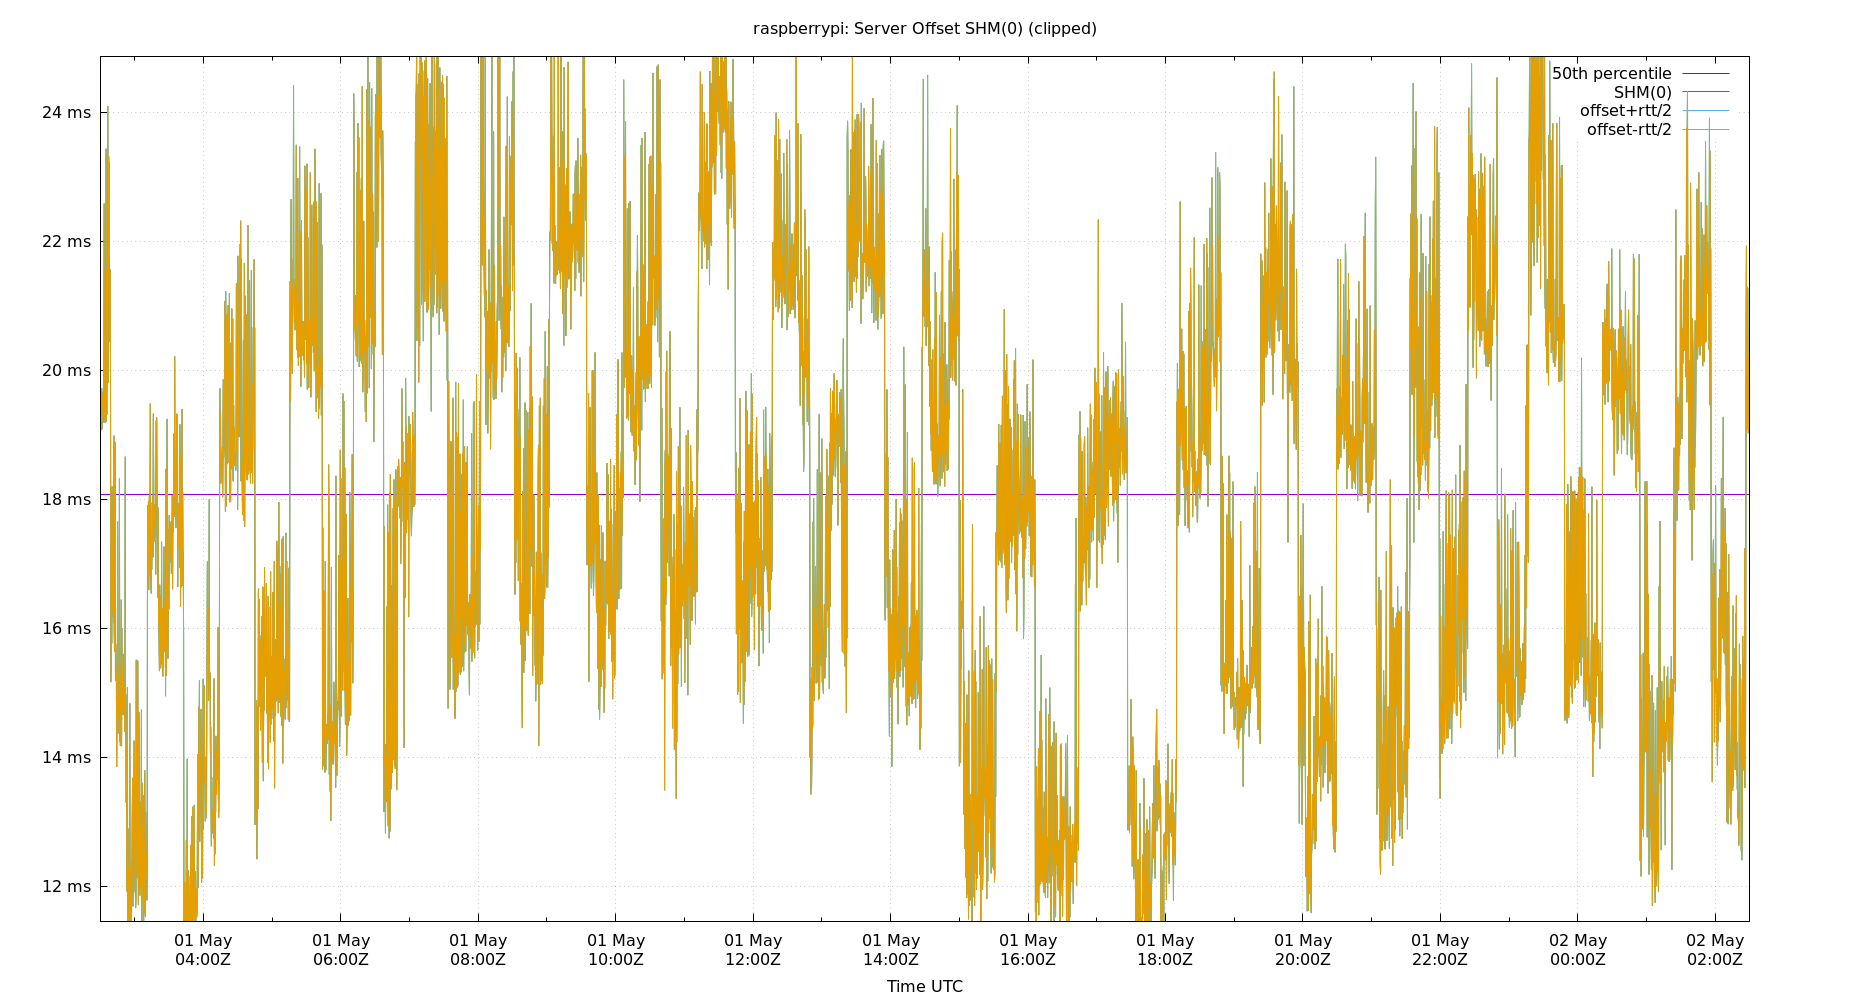 raspberrypi: Server Offset SHM(0) (clipped)
50th percentile
SHM(0)
offset+rtt/2
offset-rtt/2
24 ms
22 ms
20 ms
18 ms
16 ms
14 ms
12 ms
01 May 01 May 01 May 01 May 01 May 01 May 01 May 01 May 01 May 01 May 02 May 02 May
04:00Z 06:00Z 08:00Z 10:00Z 12:00Z 14:00Z 16:00Z 18:00Z 20:00Z 22:00Z 00:00Z 02:00Z
Time UTC